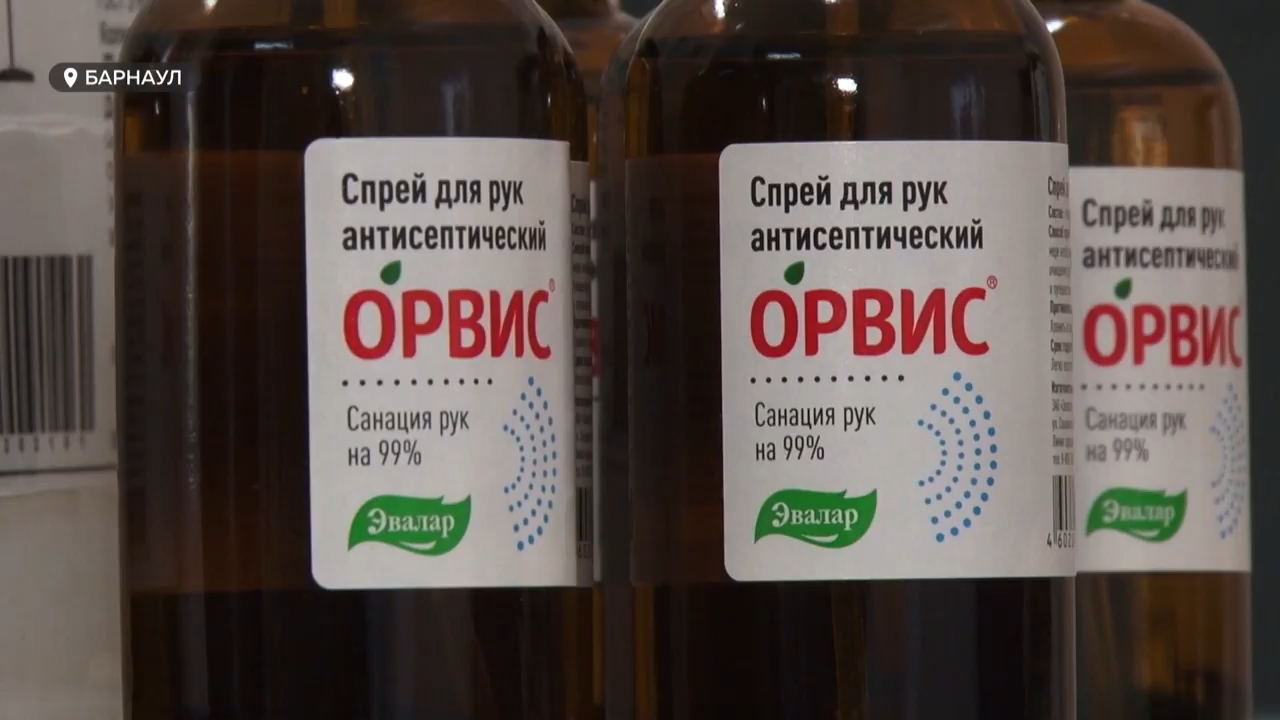 БАРНАУЛ
Спрей для рук
антисептический
ОРВИС®
Санация рук
на 99%
Эвалар
Спрей для рук
антисептический
ОРВИС®
Санация рук
на 99%
Эвалар
Спрей для рук
антисептический
ОРВИС
Санация рук
на 99%
Эвалар